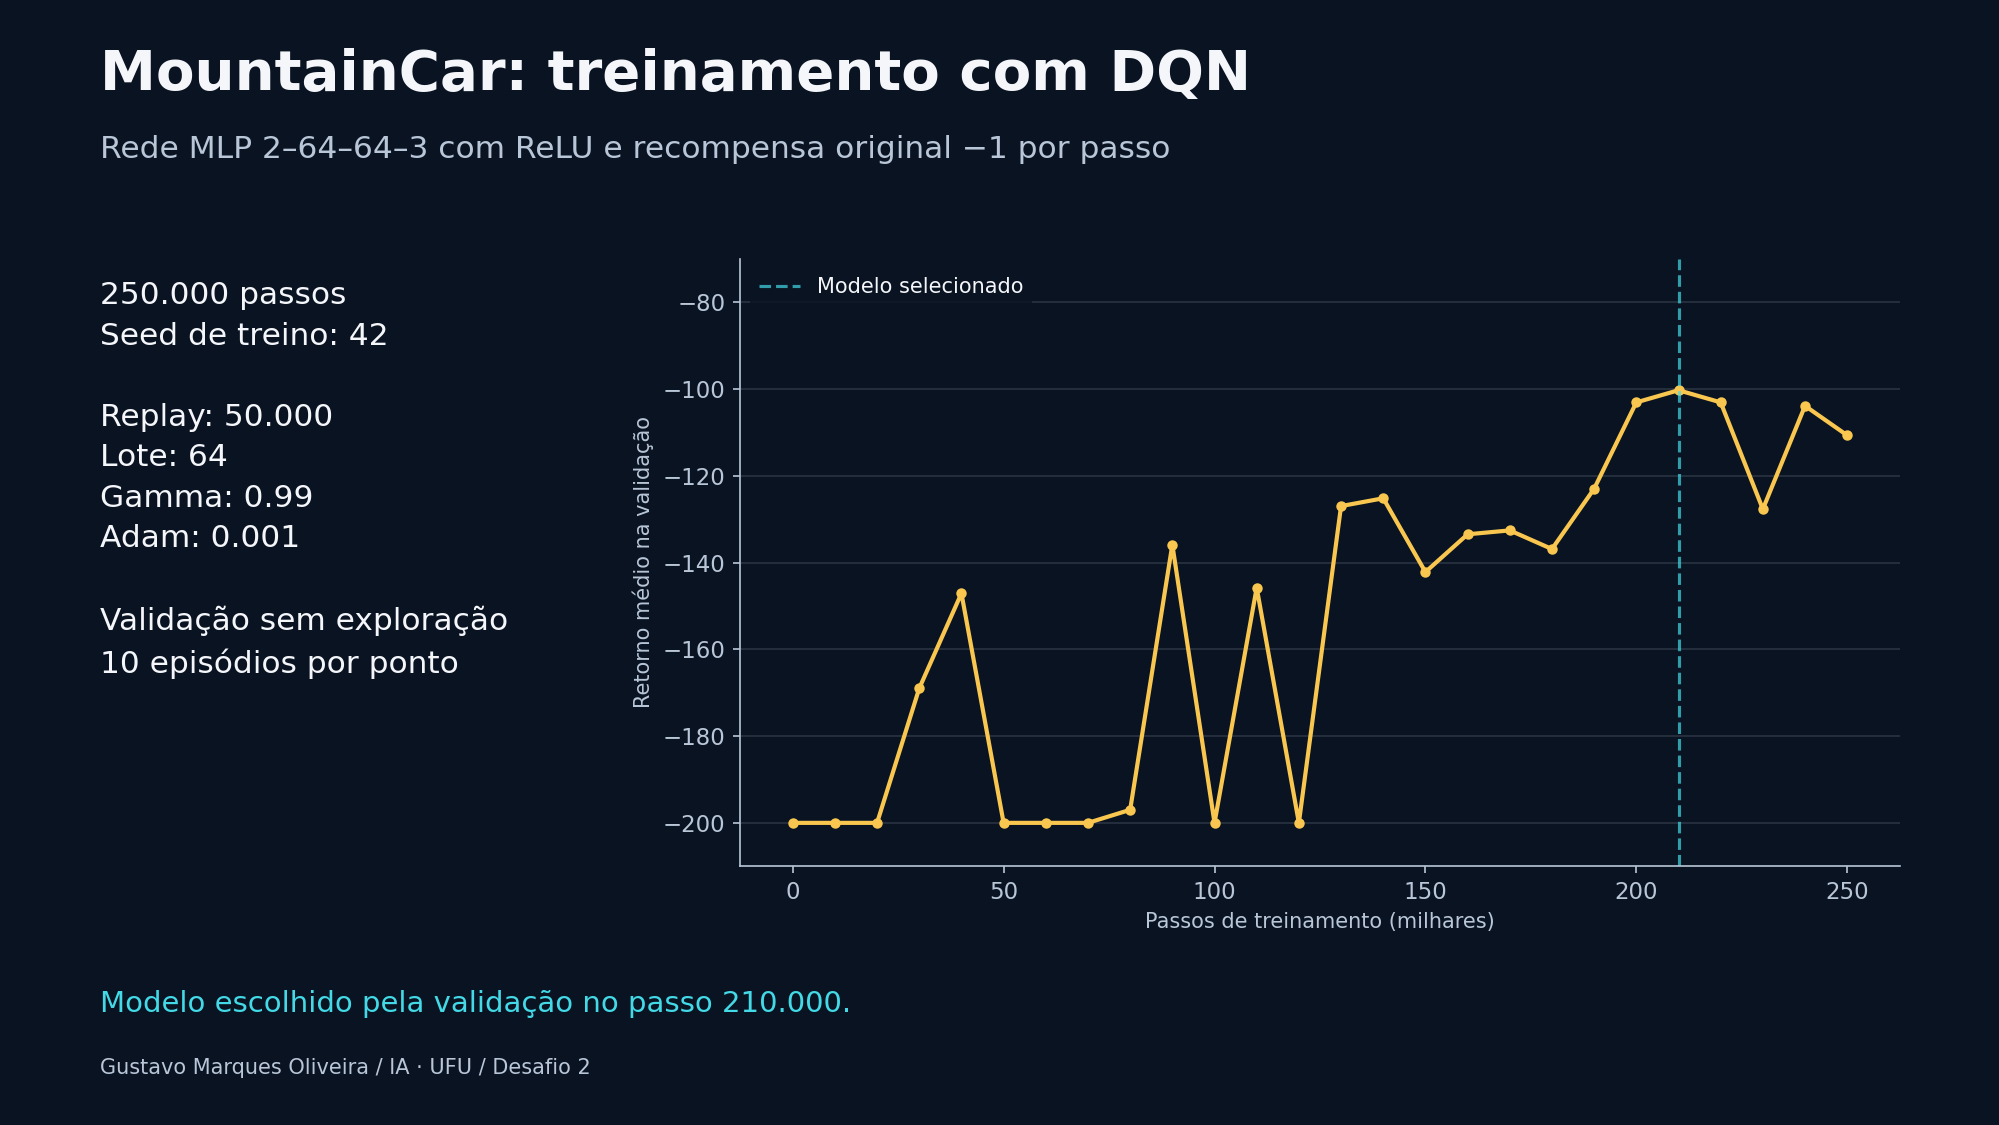 MountainCar: treinamento com DQN
Rede MLP 2–64–64–3 com ReLU e recompensa original −1 por passo
250.000 passos
Seed de treino: 42
Replay: 50.000
Lote: 64
Gamma: 0.99
Adam: 0.001
Validação sem exploração
10 episódios por ponto
Modelo selecionado
Retorno médio na validação
−80
−100
−120
−140
−160
−180
−200
0 50 100 150 200 250
Passos de treinamento (milhares)
Modelo escolhido pela validação no passo 210.000.
Gustavo Marques Oliveira / IA · UFU / Desafio 2